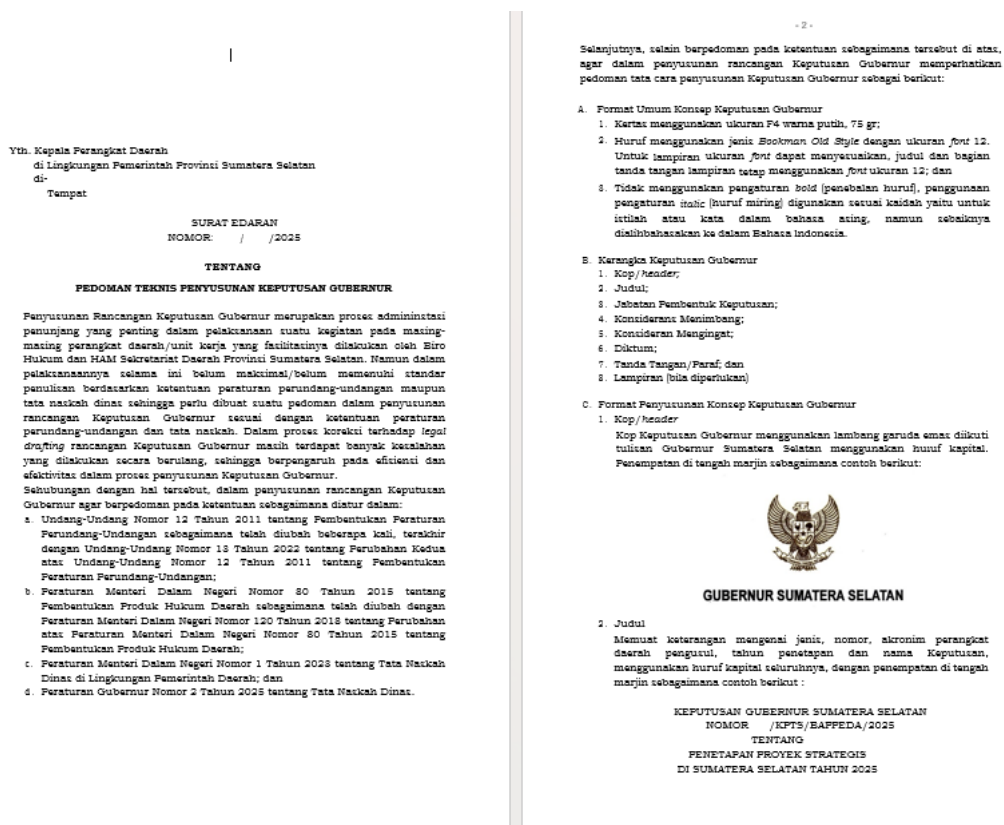 Yth. Kepala Perangkat Daerah
di Lingkungan Pemerintah Provinsi Sumatera Selatan
di-
Tempat
SURAT EDARAN
NOMOR: / /2025
TENTANG
PEDOMAN TEKNIS PENYUSUNAN KEPUTUSAN GUBERNUR
Penyusunan Rancangan Keputusan Gubernur merupakan proses admininstasi
penunjang yang penting dalam pelaksanaan suatu kegiatan pada masing-
masing perangkat daerah/unit kerja yang fasilitasinya dilakukan oleh Biro
Hukum dan HAM Sekretariat Daerah Provinsi Sumatera Selatan. Namun dalam
pelaksanaannya selama ini belum maksimal/belum memenuhi standar
penulisan berdasarkan ketentuan peraturan perundang-undangan maupun
tata naskah dinas sehingga perlu dibuat suatu pedoman dalam penyusunan
rancangan Keputusan Gubernur sesuai dengan ketentuan peraturan
perundang-undangan dan tata naskah. Dalam proses koreksi terhadap legal
drafting rancangan Keputusan Gubernur masih terdapat banyak kesalahan
yang dilakukan secara berulang, sehingga berpengaruh pada efisiensi dan
efektivitas dalam proses penyusunan Keputusan Gubernur.
Sehubungan dengan hal tersebut, dalam penyusunan rancangan Keputusan
Gubernur agar berpedoman pada ketentuan sebagaimana diatur dalam:
a. Undang-Undang Nomor 12 Tahun 2011 tentang Pembentukan Peraturan
Perundang-Undangan sebagaimana telah diubah beberapa kali, terakhir
dengan Undang-Undang Nomor 13 Tahun 2022 tentang Perubahan Kedua
atas Undang-Undang Nomor 12 Tahun 2011 tentang Pembentukan
Peraturan Perundang-Undangan;
b. Peraturan Menteri Dalam Negeri Nomor 80 Tahun 2015 tentang
Pembentukan Produk Hukum Daerah sebagaimana telah diubah dengan
Peraturan Menteri Dalam Negeri Nomor 120 Tahun 2018 tentang Perubahan
atas Peraturan Menteri Dalam Negeri Nomor 80 Tahun 2015 tentang
Pembentukan Produk Hukum Daerah;
c. Peraturan Menteri Dalam Negeri Nomor 1 Tahun 2023 tentang Tata Naskah
Dinas di Lingkungan Pemerintah Daerah; dan
d. Peraturan Gubernur Nomor 2 Tahun 2025 tentang Tata Naskah Dinas.
- 2 -
Selanjutnya, selain berpedoman pada ketentuan sebagaimana tersebut di atas,
agar dalam penyusunan rancangan Keputusan Gubernur memperhatikan
pedoman tata cara penyusunan Keputusan Gubernur sebagai berikut:
A. Format Umum Konsep Keputusan Gubernur
1. Kertas menggunakan ukuran F4 warna putih, 75 gr;
2. Huruf menggunakan jenis Bookman Old Style dengan ukuran font 12.
Untuk lampiran ukuran font dapat menyesuaikan, judul dan bagian
tanda tangan lampiran tetap menggunakan font ukuran 12; dan
3. Tidak menggunakan pengaturan bold (penebalan huruf), penggunaan
pengaturan italic (huruf miring) digunakan sesuai kaidah yaitu untuk
istilah atau kata dalam bahasa asing, namun sebaiknya
dialihbahasakan ke dalam Bahasa Indonesia.
B. Kerangka Keputusan Gubernur
1. Kop/header;
2. Judul;
3. Jabatan Pembentuk Keputusan;
4. Konsiderans Menimbang;
5. Konsideran Mengingat;
6. Diktum;
7. Tanda Tangan/Paraf; dan
8. Lampiran (bila diperlukan)
C. Format Penyusunan Konsep Keputusan Gubernur
1. Kop/header
Kop Keputusan Gubernur menggunakan lambang garuda emas diikuti
tulisan Gubernur Sumatera Selatan menggunakan huruf kapital.
Penempatan di tengah marjin sebagaimana contoh berikut:
GUBERNUR SUMATERA SELATAN
2. Judul
Memuat keterangan mengenai jenis, nomor, akronim perangkat
daerah pengusul, tahun penetapan dan nama Keputusan,
menggunakan huruf kapital seluruhnya, dengan penempatan di tengah
marjin sebagaimana contoh berikut :
KEPUTUSAN GUBERNUR SUMATERA SELATAN
NOMOR /KPTS/BAPPEDA/2025
TENTANG
PENETAPAN PROYEK STRATEGIS
DI SUMATERA SELATAN TAHUN 2025